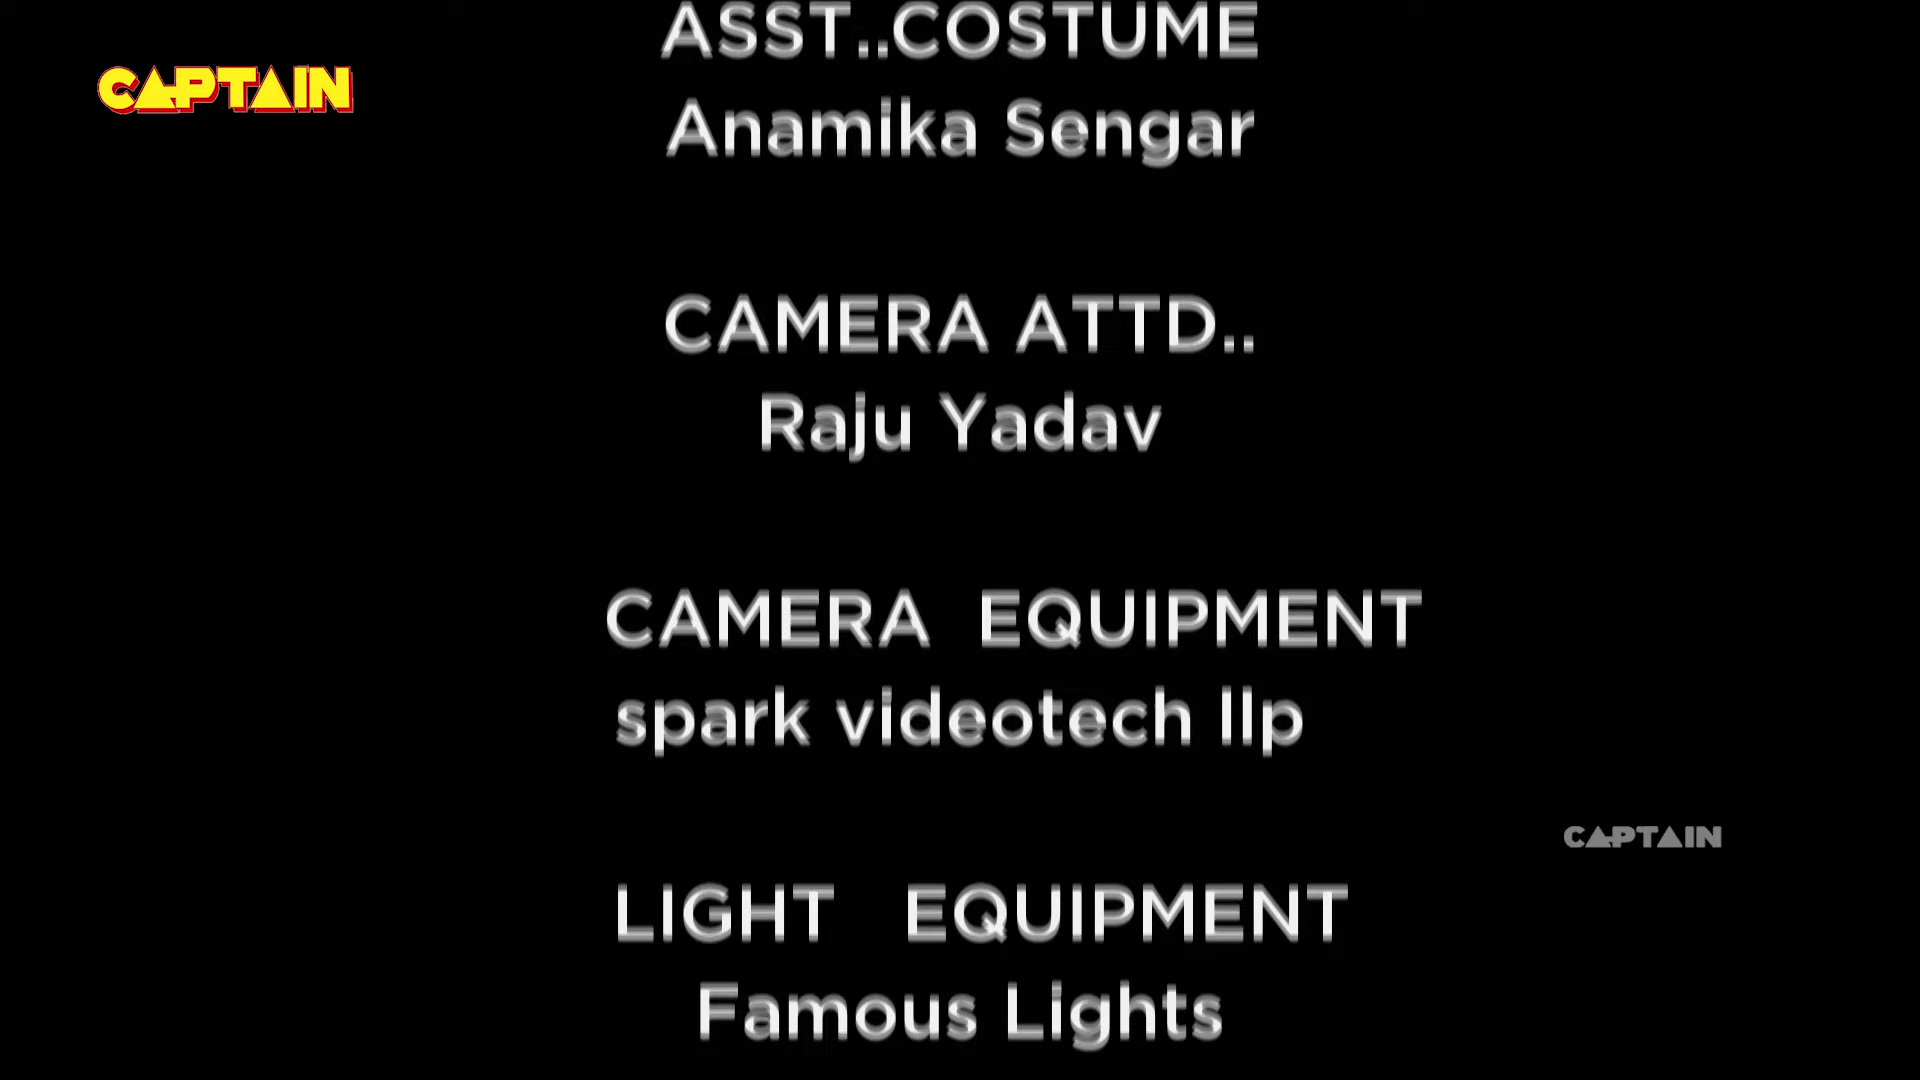 ASST..COSTUME
CAPTAIN
Anamika Sengar
CAMERA ATTD..
Raju Yadav
CAMERA EQUIPMENT
spark videotech llp
CAPTAIN
LIGHT EQUIPMENT
Famous Lights